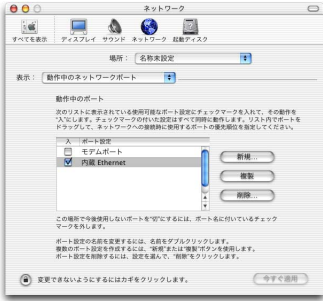 ネットワーク
すべてを表示 ディスプレイ サウンド ネットワーク 起動ディスク
場所： 名称未設定
表示： 動作中のネットワークポート
動作中のポート
次のリストに表示されている使用可能なポート設定にチェックマークを入れて、その動作を
"入"にします。チェックマークの付いた設定はすべて同時に動作します。リスト内でポートを
ドラッグして、ネットワークへの接続時に使用するポートの優先順位を指定してください。
入 ポート設定
モデムポート
内蔵 Ethernet
新規...
複製
削除...
この場所で今後使用しないポートを"切"にするには、ポート名に付いているチェック
マークを外します。
ポート設定の名前を変更するには、名前をダブルクリックします。
複数のポート設定を作成するには、"新規"または"複製"ボタンを使用します。
ポート設定を削除するには、設定を選んで、"削除"をクリックします。
変更できないようにするにはカギをクリックします。
今すぐ適用